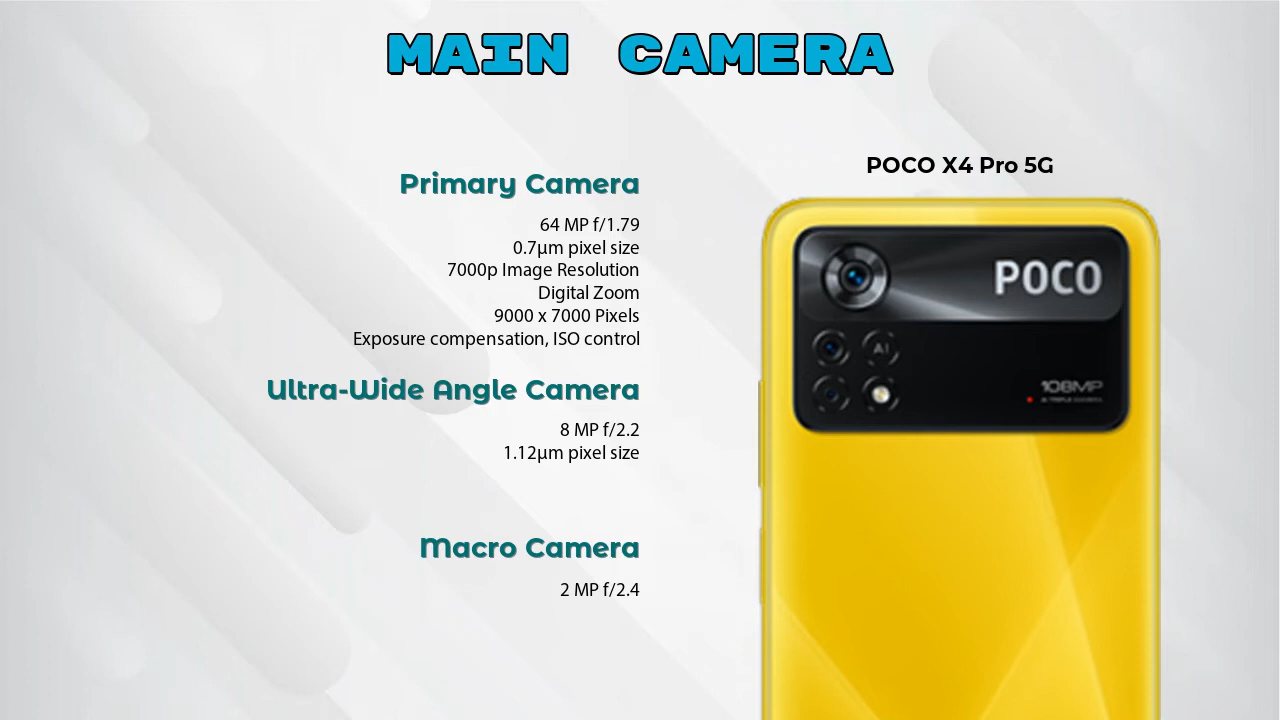 MAIN CAMERA
Primary Camera
64 MP f/1.79
0.7µm pixel size
7000p Image Resolution
Digital Zoom
9000 x 7000 Pixels
Exposure compensation, ISO control
Ultra-Wide Angle Camera
8 MP f/2.2
1.12µm pixel size
Macro Camera
2 MP f/2.4
POCO X4 Pro 5G
POCO
AI
108MP